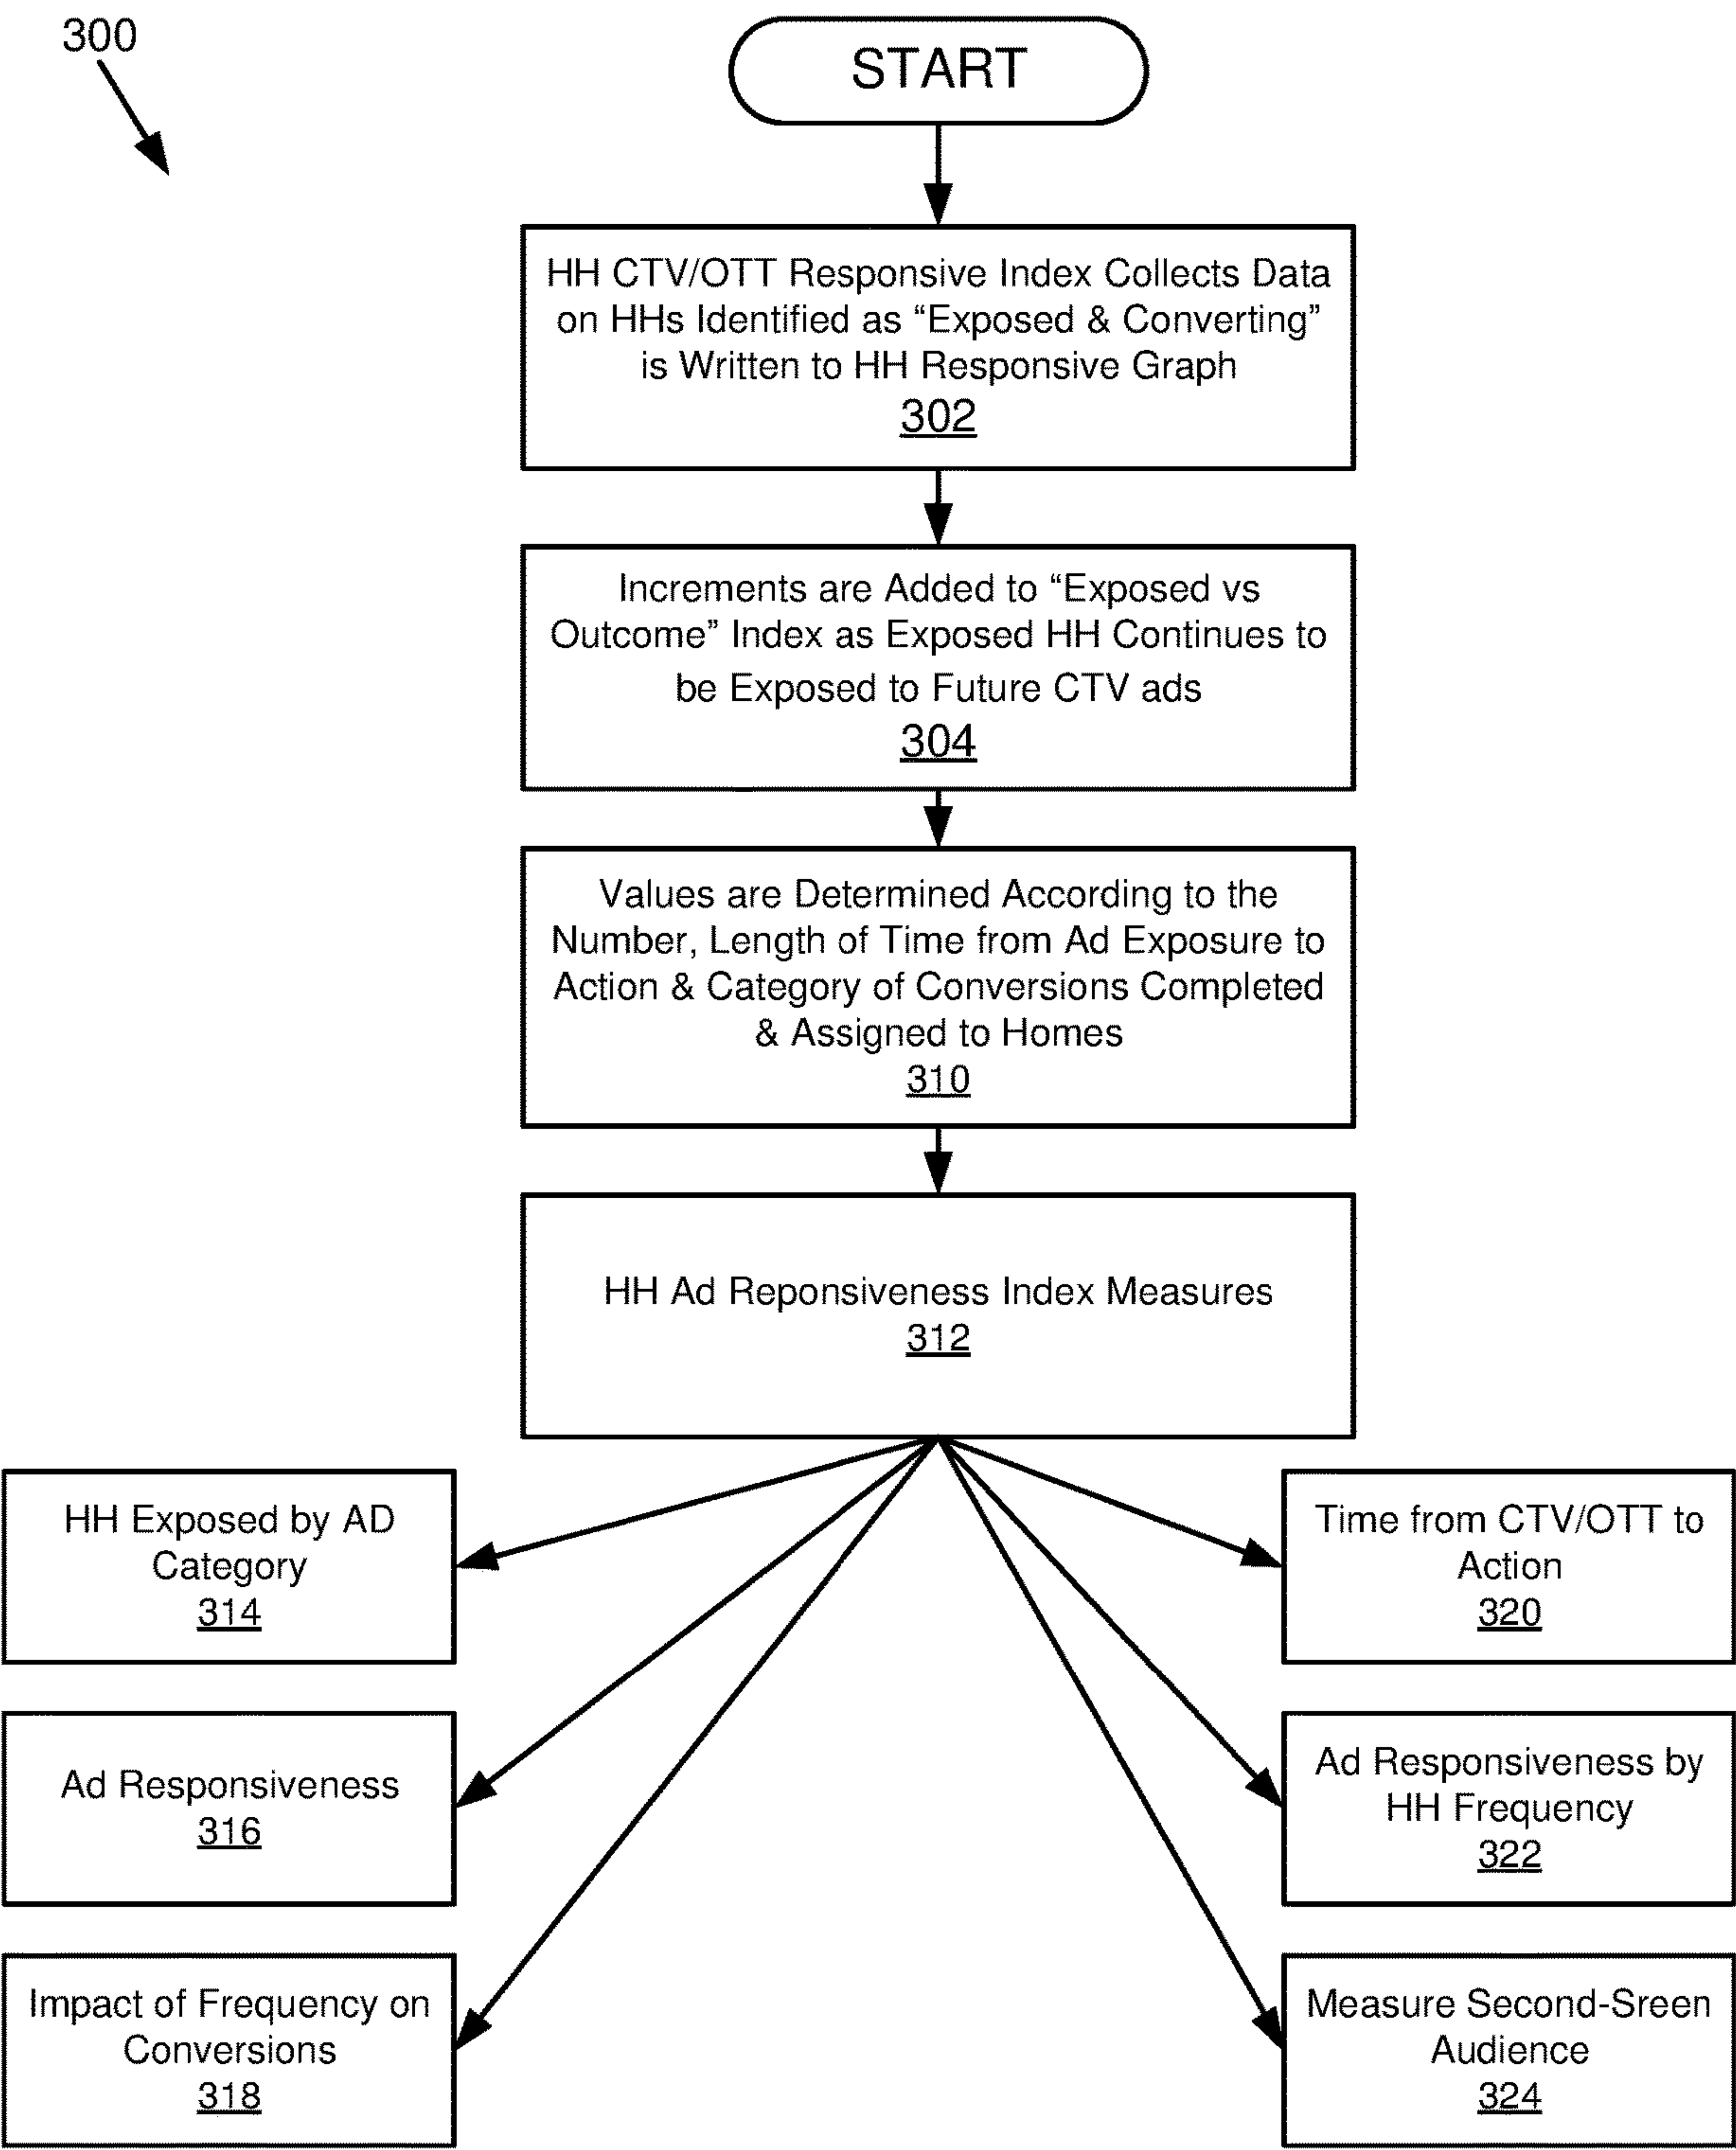 300
START
HH CTV/OTT Responsive Index Collects Data
on HHs Identified as “Exposed & Converting”
is Written to HH Responsive Graph
302
Increments are Added to “Exposed vs
Outcome” Index as Exposed HH Continues to
be Exposed to Future CTV ads
304
Values are Determined According to the
Number, Length of Time from Ad Exposure to
Action & Category of Conversions Completed
& Assigned to Homes
310
HH Ad Reponsiveness Index Measures
312
HH Exposed by AD
Category
314
Ad Responsiveness
316
Impact of Frequency on
Conversions
318
Time from CTV/OTT to
Action
320
Ad Responsiveness by
HH Frequency
322
Measure Second-Sreen
Audience
324